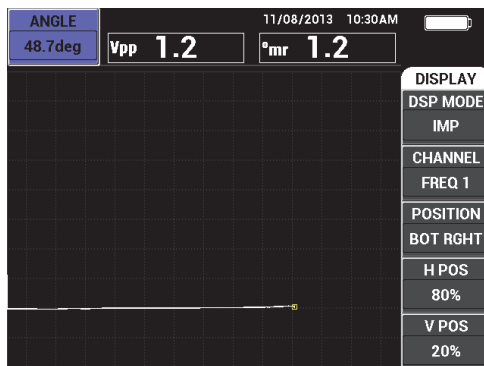 ANGLE
48.7deg
11/08/2013 10:30AM
Vpp 1.2
°mr 1.2
DISPLAY
DSP MODE
IMP
CHANNEL
FREQ 1
POSITION
BOT RGHT
H POS
80%
V POS
20%